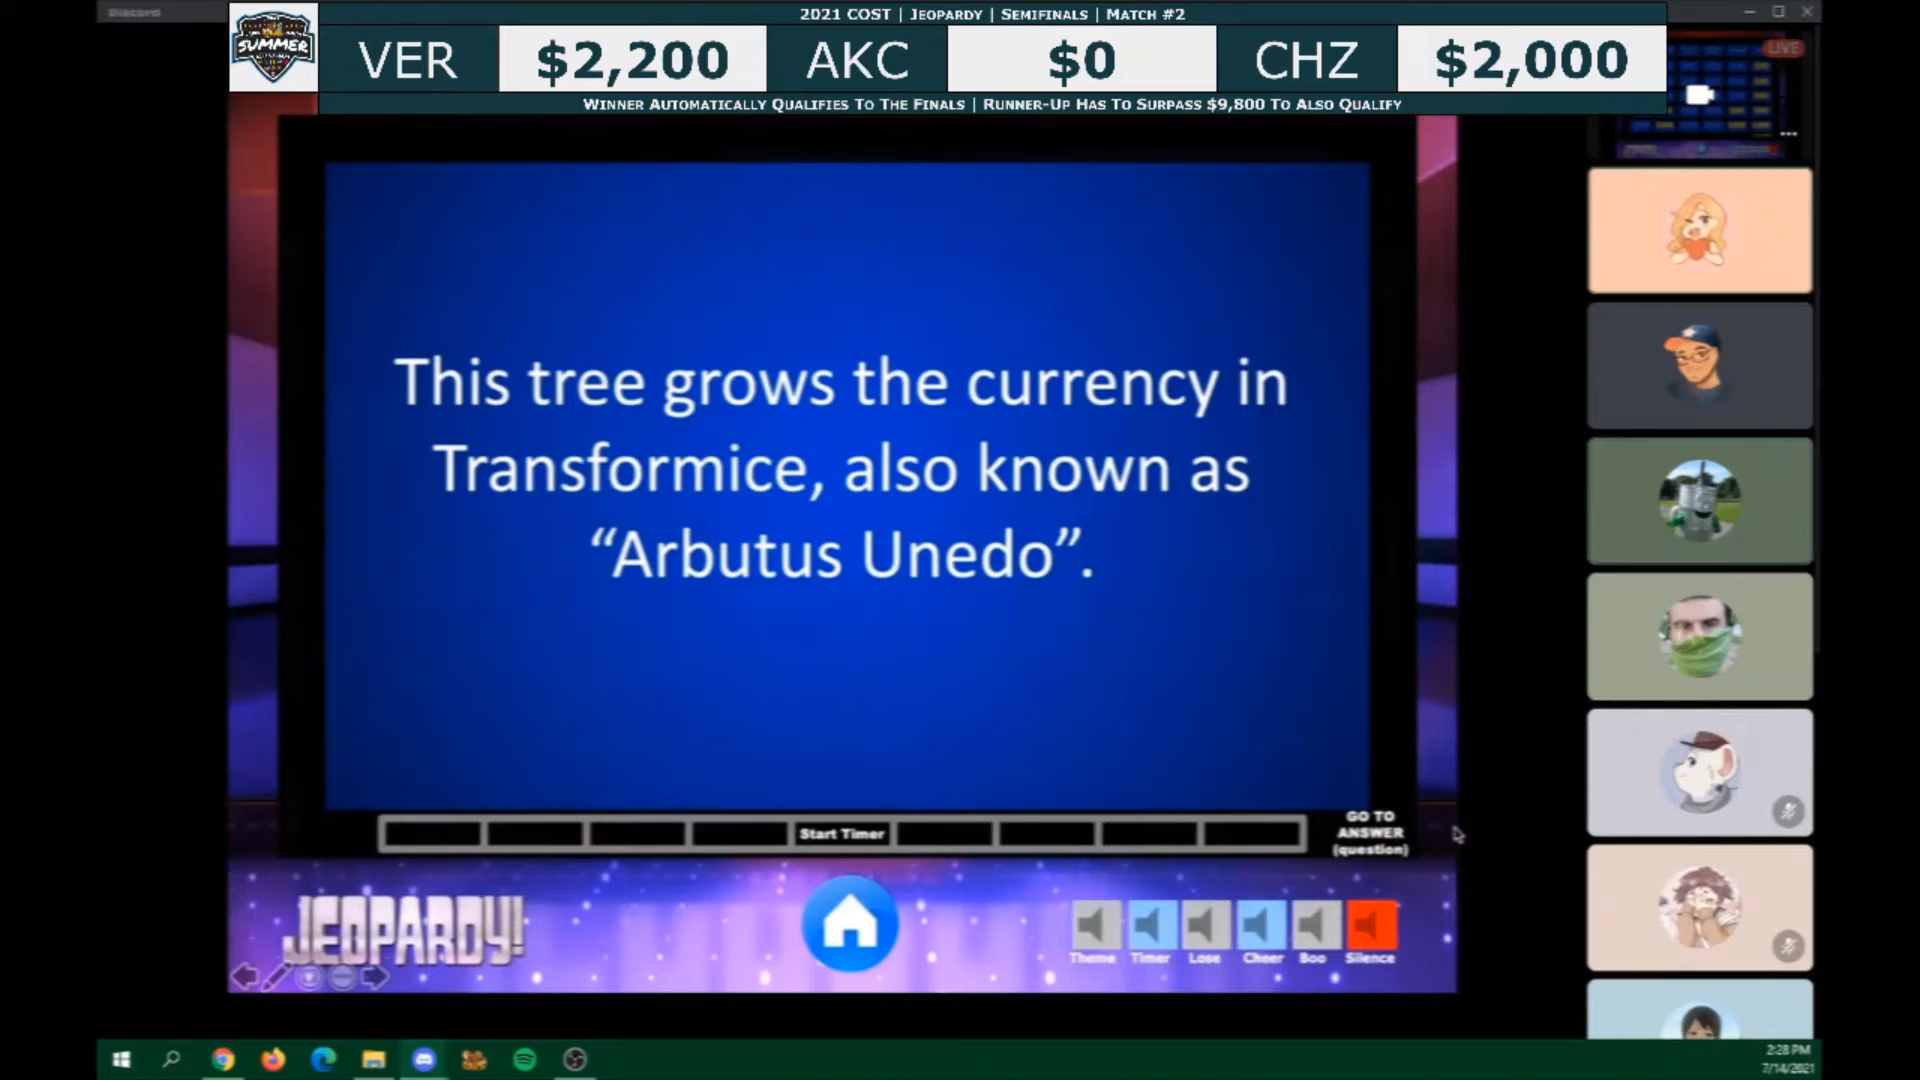 Discord
2021 COST | JEOPARDY | SEMIFINALS | MATCH #2
SUMMER
VER $2,200 AKC $0 CHZ $2,000
WINNER AUTOMATICALLY QUALIFIES TO THE FINALS | RUNNER-UP HAS TO SURPASS $9,800 TO ALSO QUALIFY
LIVE
This tree grows the currency in
Transformice, also known as
“Arbutus Unedo”.
Start Timer
GO TO
ANSWER
(question)
JEOPARDY!
Theme Timer Lose Cheer Boo Silence
2:28 PM
7/14/2021